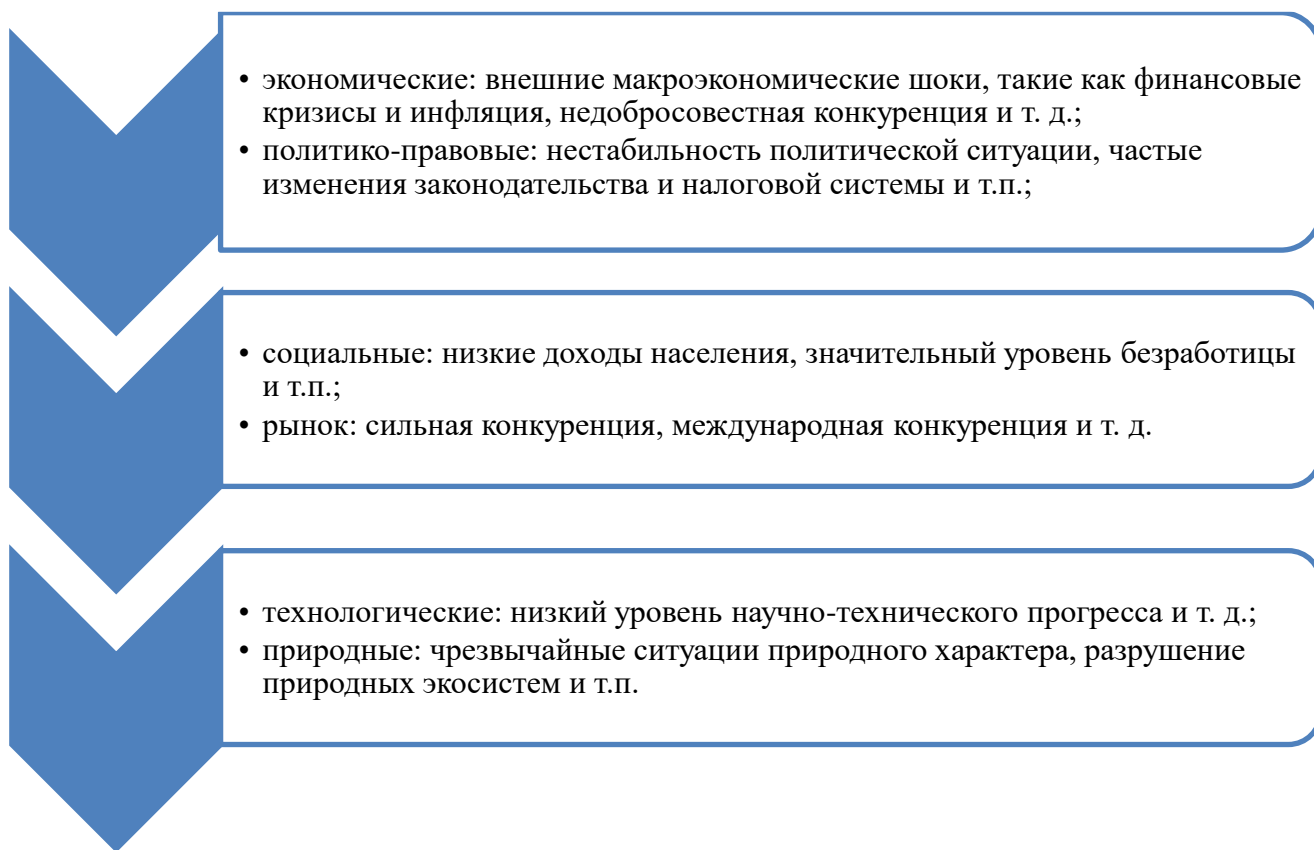 • экономические: внешние макроэкономические шоки, такие как финансовые
кризисы и инфляция, недобросовестная конкуренция и т. д.;
• политико-правовые: нестабильность политической ситуации, частые
изменения законодательства и налоговой системы и т.п.;
• социальные: низкие доходы населения, значительный уровень безработицы
и т.п.;
• рынок: сильная конкуренция, международная конкуренция и т. д.
• технологические: низкий уровень научно-технического прогресса и т. д.;
• природные: чрезвычайные ситуации природного характера, разрушение
природных экосистем и т.п.